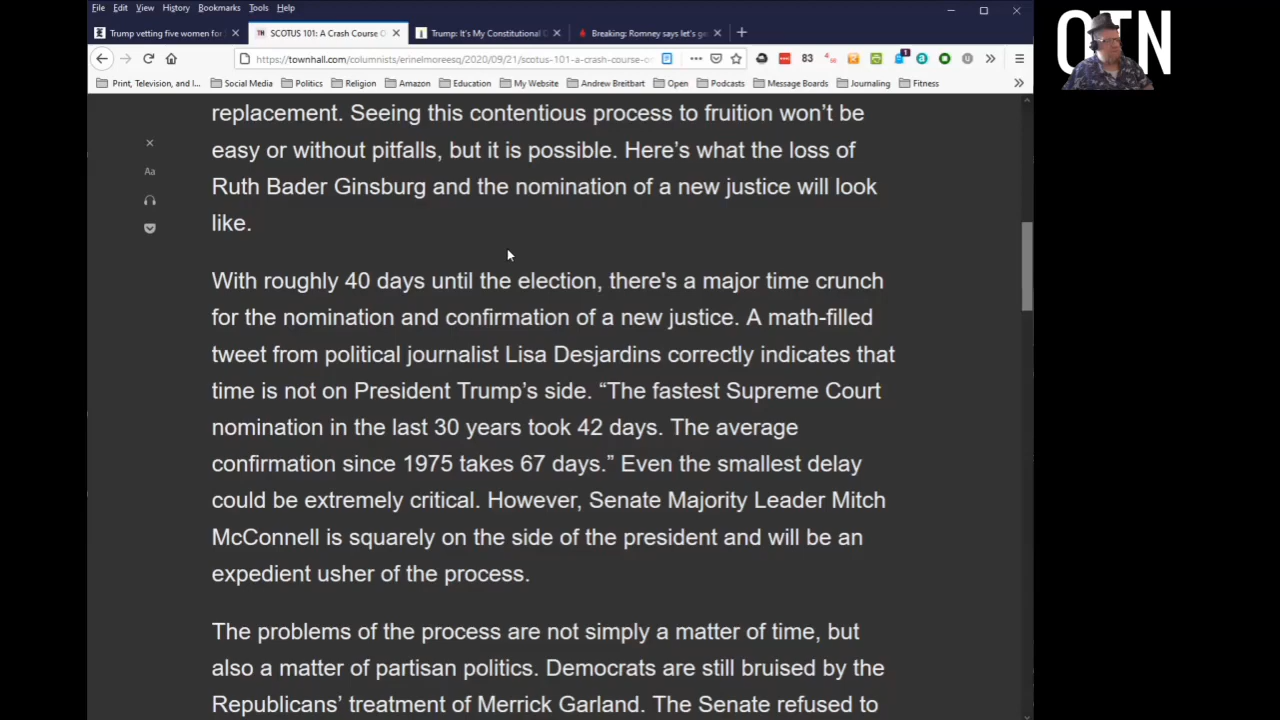 File Edit View History Bookmarks Tools Help
Trump vetting five women for
TH SCOTUS 101: A Crash Course O
Trump: It's My Constitutional
Breaking: Romney says let's ge
https://townhall.com/columnists/erinelmoreesq/2020/09/21/scotus-101-a-crash-course-o
83
1
Print, Television, and I... Social Media Politics Religion Amazon Education My Website Andrew Breitbart Open Podcasts Message Boards Journaling Fitness
OTN
Aa
replacement. Seeing this contentious process to fruition won’t be
easy or without pitfalls, but it is possible. Here’s what the loss of
Ruth Bader Ginsburg and the nomination of a new justice will look
like.
With roughly 40 days until the election, there's a major time crunch
for the nomination and confirmation of a new justice. A math-filled
tweet from political journalist Lisa Desjardins correctly indicates that
time is not on President Trump’s side. “The fastest Supreme Court
nomination in the last 30 years took 42 days. The average
confirmation since 1975 takes 67 days.” Even the smallest delay
could be extremely critical. However, Senate Majority Leader Mitch
McConnell is squarely on the side of the president and will be an
expedient usher of the process.
The problems of the process are not simply a matter of time, but
also a matter of partisan politics. Democrats are still bruised by the
Republicans’ treatment of Merrick Garland. The Senate refused to